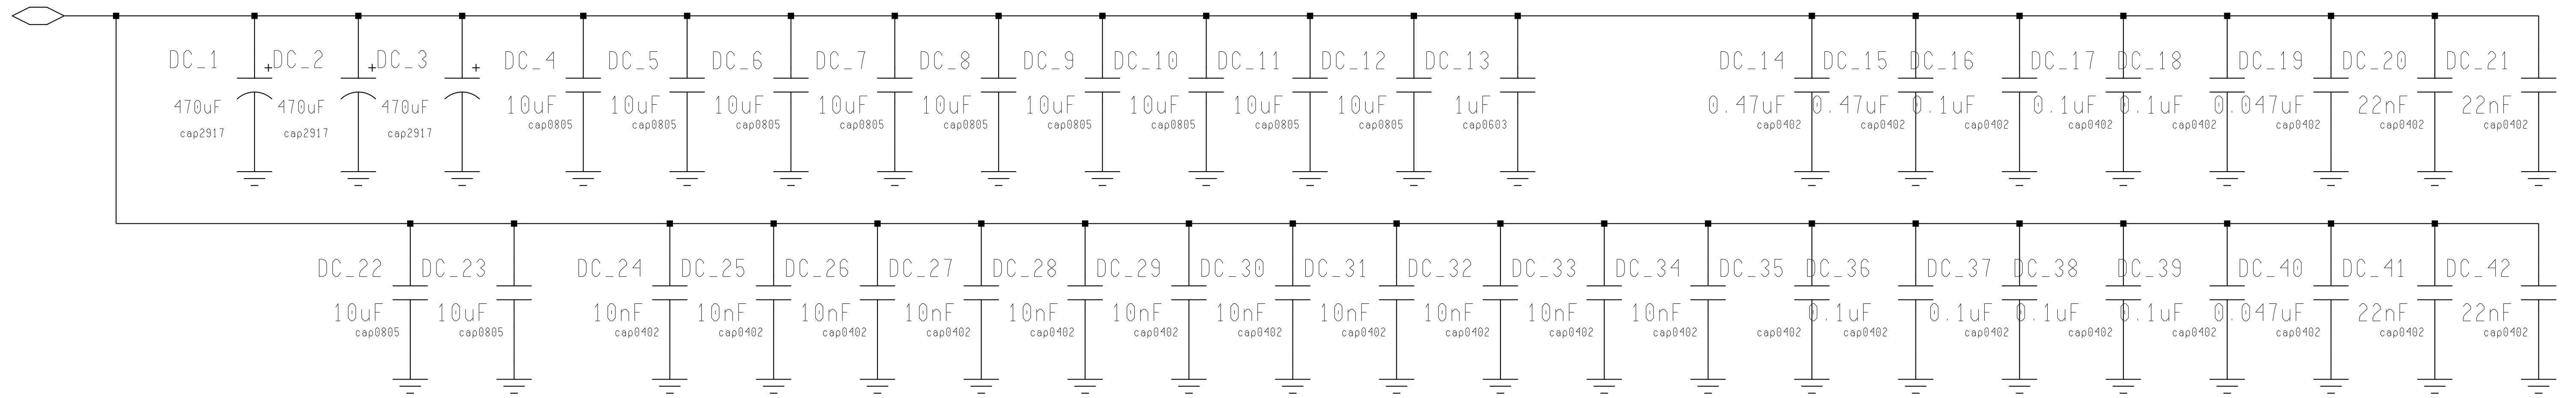 DC_1 DC_2 DC_3 DC_4 DC_5 DC_6 DC_7 DC_8 DC_9 DC_10 DC_11 DC_12 DC_13 DC_14 DC_15 DC_16 DC_17 DC_18 DC_19 DC_20 DC_21
+ + +
470uF 470uF 470uF 10uF 10uF 10uF 10uF 10uF 10uF 10uF 10uF 10uF 1uF 0.47uF 0.47uF 0.1uF 0.1uF 0.1uF 0.047uF 22nF 22nF
cap2917 cap2917 cap2917 cap0805 cap0805 cap0805 cap0805 cap0805 cap0805 cap0805 cap0805 cap0805 cap0603 cap0402 cap0402 cap0402 cap0402 cap0402 cap0402 cap0402 cap0402
DC_22 DC_23 DC_24 DC_25 DC_26 DC_27 DC_28 DC_29 DC_30 DC_31 DC_32 DC_33 DC_34 DC_35 DC_36 DC_37 DC_38 DC_39 DC_40 DC_41 DC_42
10uF 10uF 10nF 10nF 10nF 10nF 10nF 10nF 10nF 10nF 10nF 10nF 10nF 0.1uF 0.1uF 0.1uF 0.1uF 0.047uF 22nF 22nF
cap0805 cap0805 cap0402 cap0402 cap0402 cap0402 cap0402 cap0402 cap0402 cap0402 cap0402 cap0402 cap0402 cap0402 cap0402 cap0402 cap0402 cap0402 cap0402 cap0402 cap0402